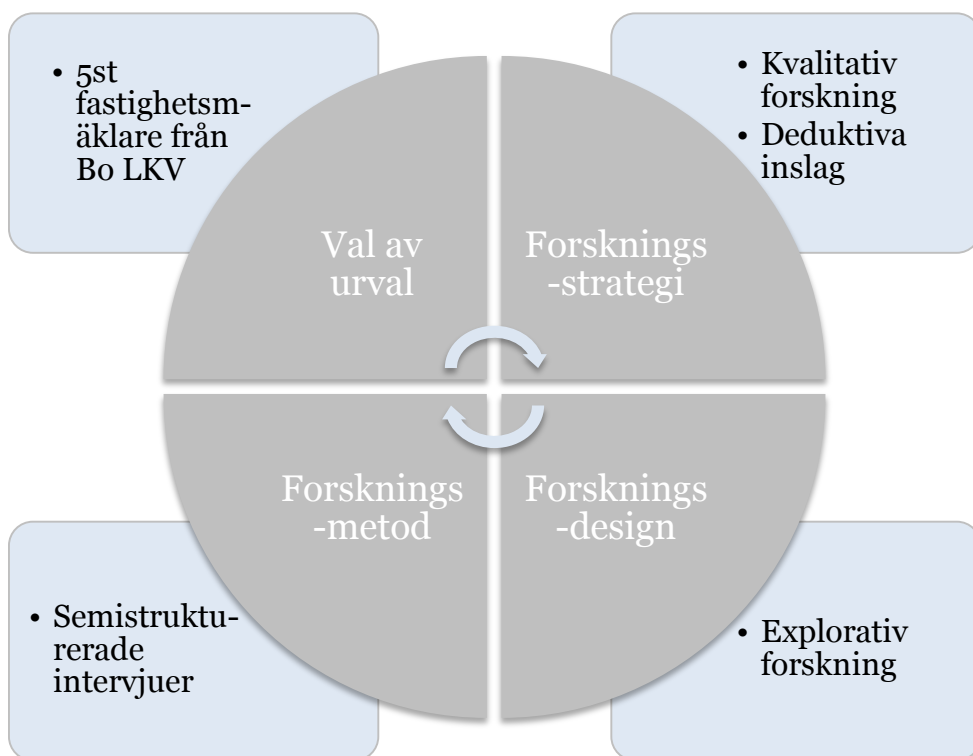 • 5st
fastighetsm-
äklare från
Bo LKV
• Kvalitativ
forskning
• Deduktiva
inslag
Val av
urval
Forsknings
-strategi
Forsknings
-metod
Forsknings
-design
• Semistruktu-
rerade
intervjuer
• Explorativ
forskning